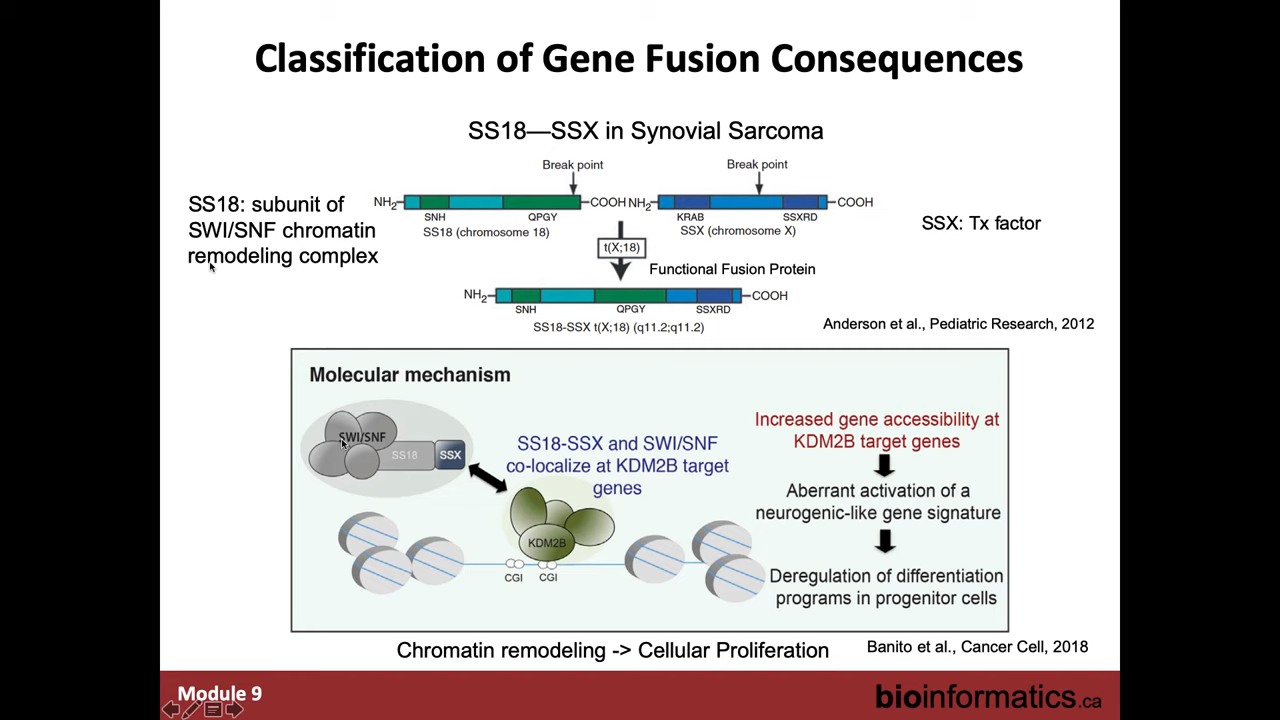 Classification of Gene Fusion Consequences
SS18—SSX in Synovial Sarcoma
Break point
Break point
SS18: subunit of
SWI/SNF chromatin
remodeling complex
NH2
COOH
NH2
COOH
SNH
QPGY
KRAB
SSXRD
SS18 (chromosome 18)
SSX (chromosome X)
SSX: Tx factor
t(X;18)
Functional Fusion Protein
NH2
COOH
SNH
QPGY
SSXRD
SS18-SSX t(X;18) (q11.2;q11.2)
Anderson et al., Pediatric Research, 2012
Molecular mechanism
SWI/SNF
SS18
SSX
SS18-SSX and SWI/SNF
co-localize at KDM2B target
genes
KDM2B
CGI
CGI
Increased gene accessibility at
KDM2B target genes
Aberrant activation of a
neurogenic-like gene signature
Deregulation of differentiation
programs in progenitor cells
Chromatin remodeling -> Cellular Proliferation
Banito et al., Cancer Cell, 2018
Module 9
bioinformatics.ca